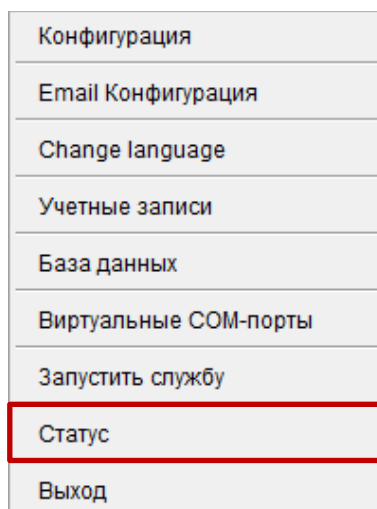 Конфигурация
Email Конфигурация
Change language
Учетные записи
База данных
Виртуальные COM-порты
Запустить службу
Статус
Выход